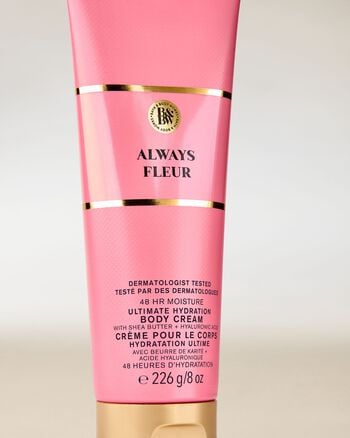 B&BW
ALWAYS
FLEUR
DERMATOLOGIST TESTED
TESTÉ PAR DES DERMATOLOGUES
48 HR MOISTURE
ULTIMATE HYDRATION
BODY CREAM
WITH SHEA BUTTER + HYALURONIC ACID
CRÈME POUR LE CORPS
HYDRATATION ULTIME
AVEC BEURRE DE KARITÉ +
ACIDE HYALURONIQUE
48 HEURES D'HYDRATATION
e 226 g/8 oz